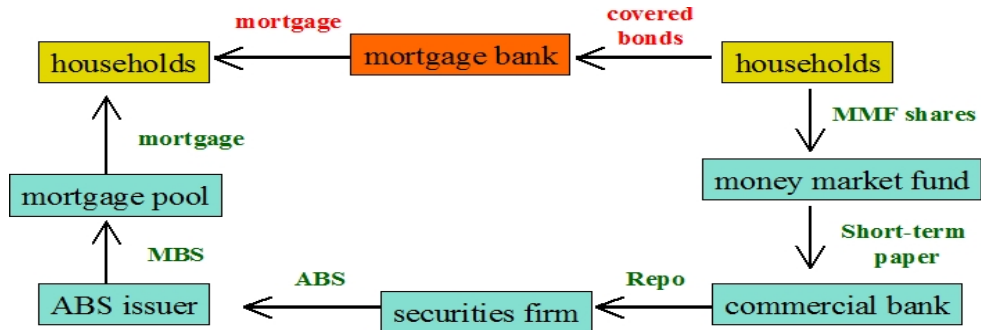 mortgage
covered
bonds
households
mortgage bank
households
MMF shares
mortgage
mortgage pool
money market fund
MBS
Short-term
paper
ABS
Repo
ABS issuer
securities firm
commercial bank